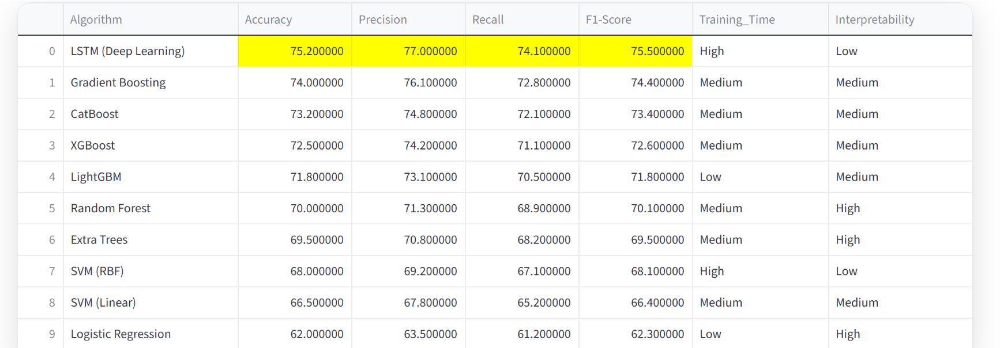 Algorithm Accuracy Precision Recall F1-Score Training_Time Interpretability
0 LSTM (Deep Learning) 75.200000 77.000000 74.100000 75.500000 High Low
1 Gradient Boosting 74.000000 76.100000 72.800000 74.400000 Medium Medium
2 CatBoost 73.200000 74.800000 72.100000 73.400000 Medium Medium
3 XGBoost 72.500000 74.200000 71.100000 72.600000 Medium Medium
4 LightGBM 71.800000 73.100000 70.500000 71.800000 Low Medium
5 Random Forest 70.000000 71.300000 68.900000 70.100000 Medium High
6 Extra Trees 69.500000 70.800000 68.200000 69.500000 Medium High
7 SVM (RBF) 68.000000 69.200000 67.100000 68.100000 High Low
8 SVM (Linear) 66.500000 67.800000 65.200000 66.400000 Medium Medium
9 Logistic Regression 62.000000 63.500000 61.200000 62.300000 Low High